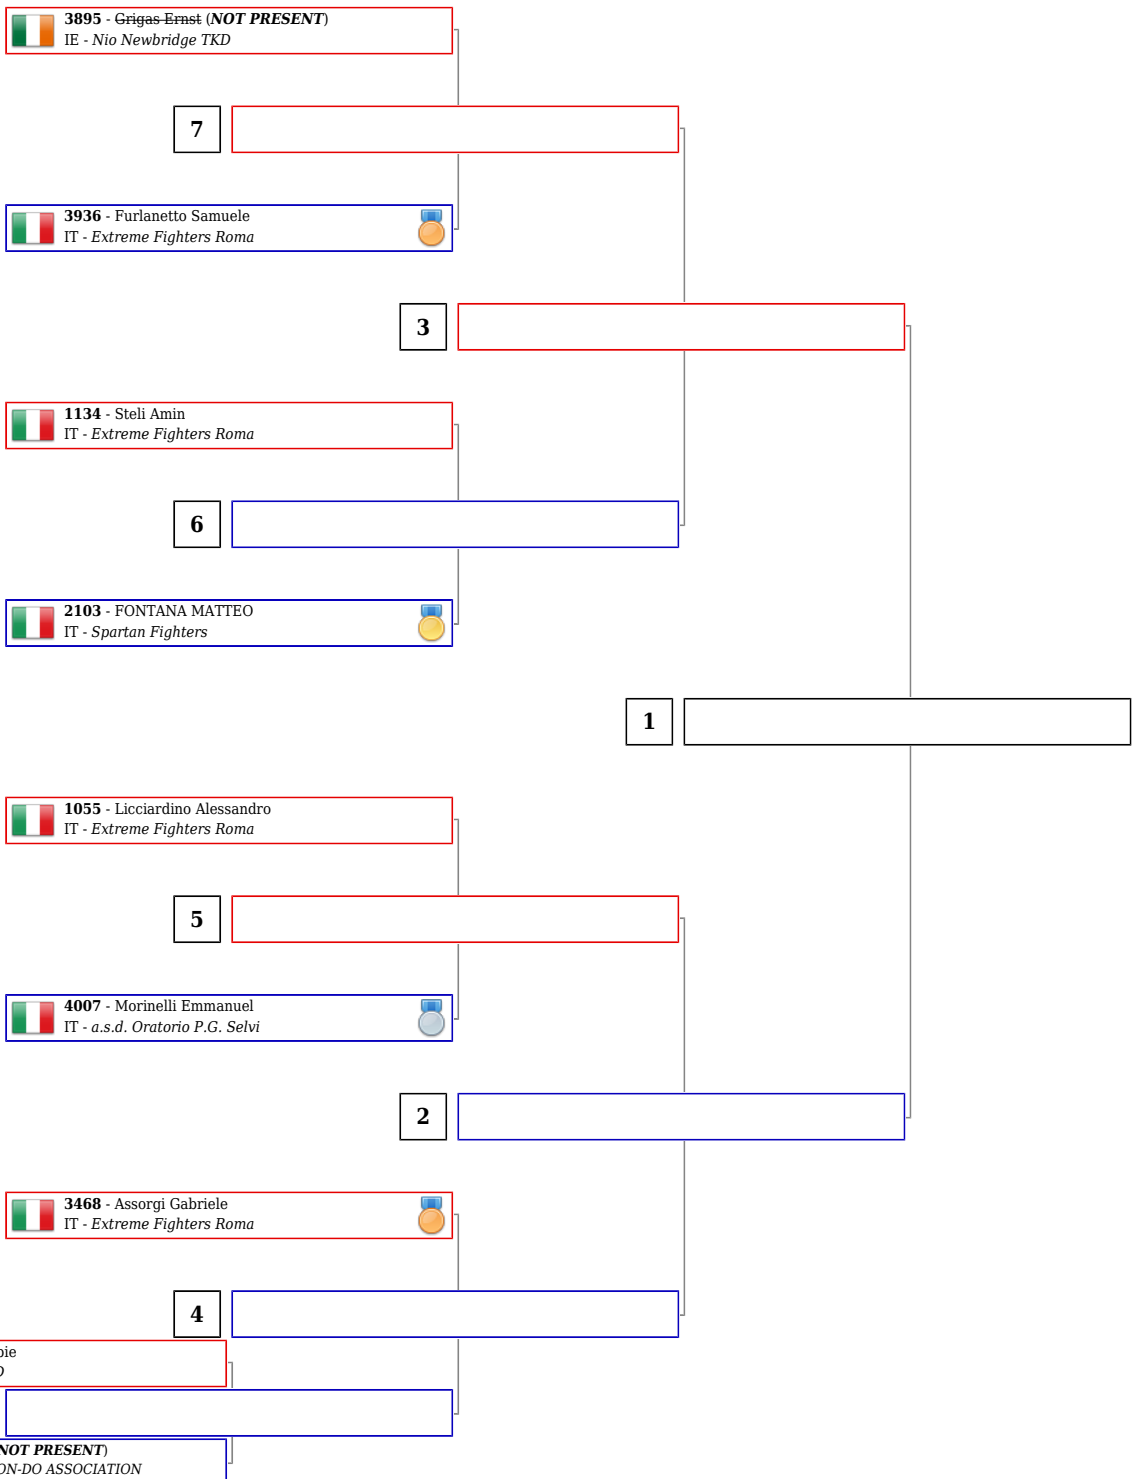 3895 - Grigas Ernst (NOT PRESENT)
IE - Nio Newbridge TKD
7
3936 - Furlanetto Samuele
IT - Extreme Fighters Roma
3
1134 - Steli Amin
IT - Extreme Fighters Roma
6
2103 - FONTANA MATTEO
IT - Spartan Fighters
1
1055 - Licciardino Alessandro
IT - Extreme Fighters Roma
5
4007 - Morinelli Emmanuel
IT - a.s.d. Oratorio P.G. Selvi
2
3468 - Assorgi Gabriele
IT - Extreme Fighters Roma
4
NOT PRESENT)
ON-DO ASSOCIATION